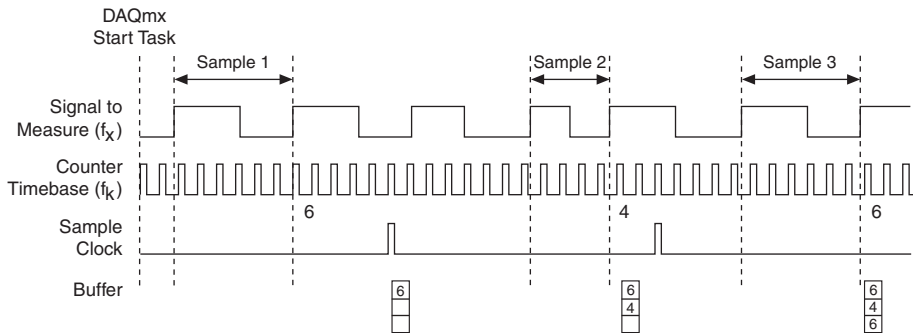 DAQmx
Start Task
Sample 1
Sample 2
Sample 3
Signal to
Measure (fx)
Counter
Timebase (fk)
6
4
6
Sample
Clock
Buffer
6
6
4
6
4
6